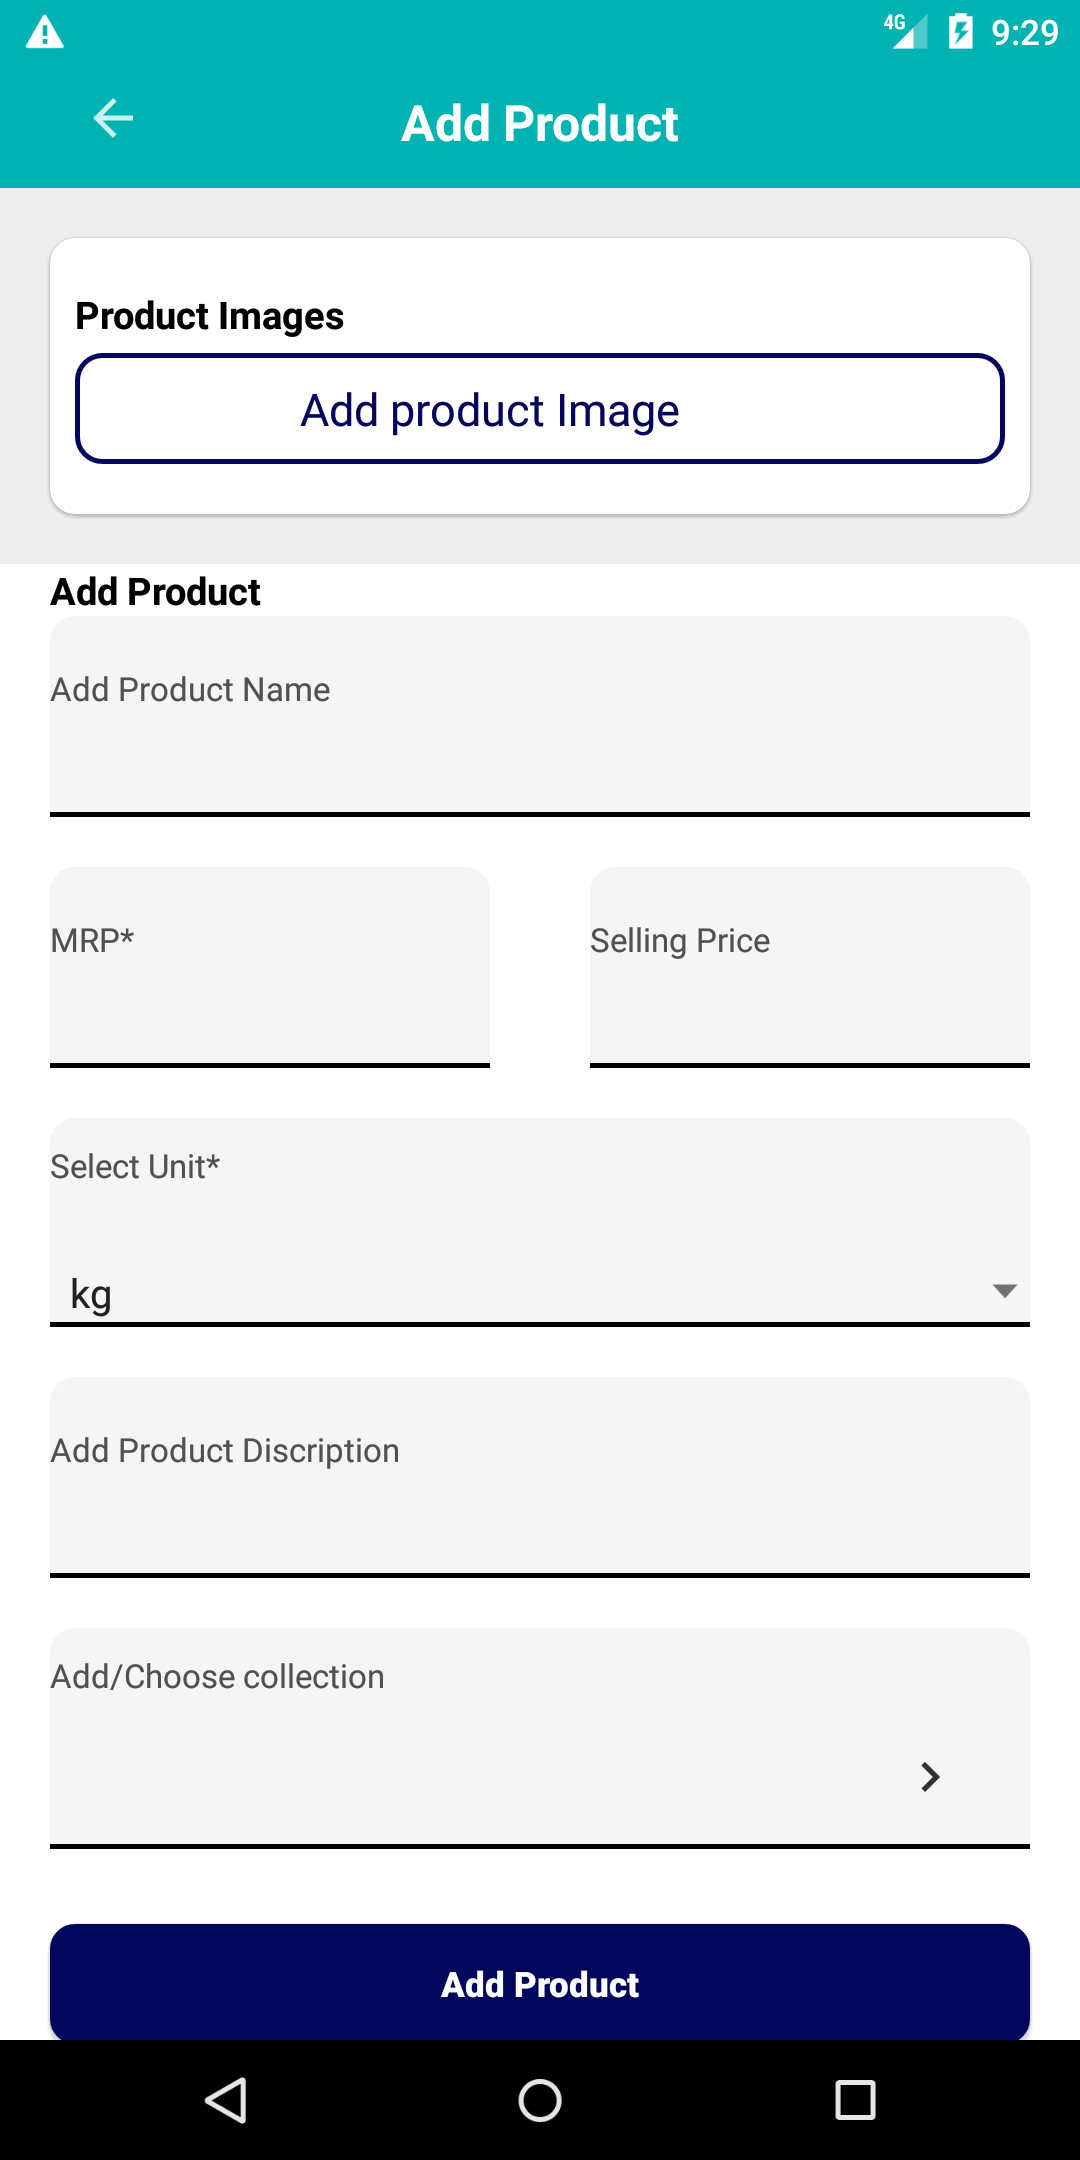 4G 9:29
Add Product
Product Images
Add product Image
Add Product
Add Product Name
MRP* Selling Price
Select Unit*
kg
Add Product Discription
Add/Choose collection
Add Product